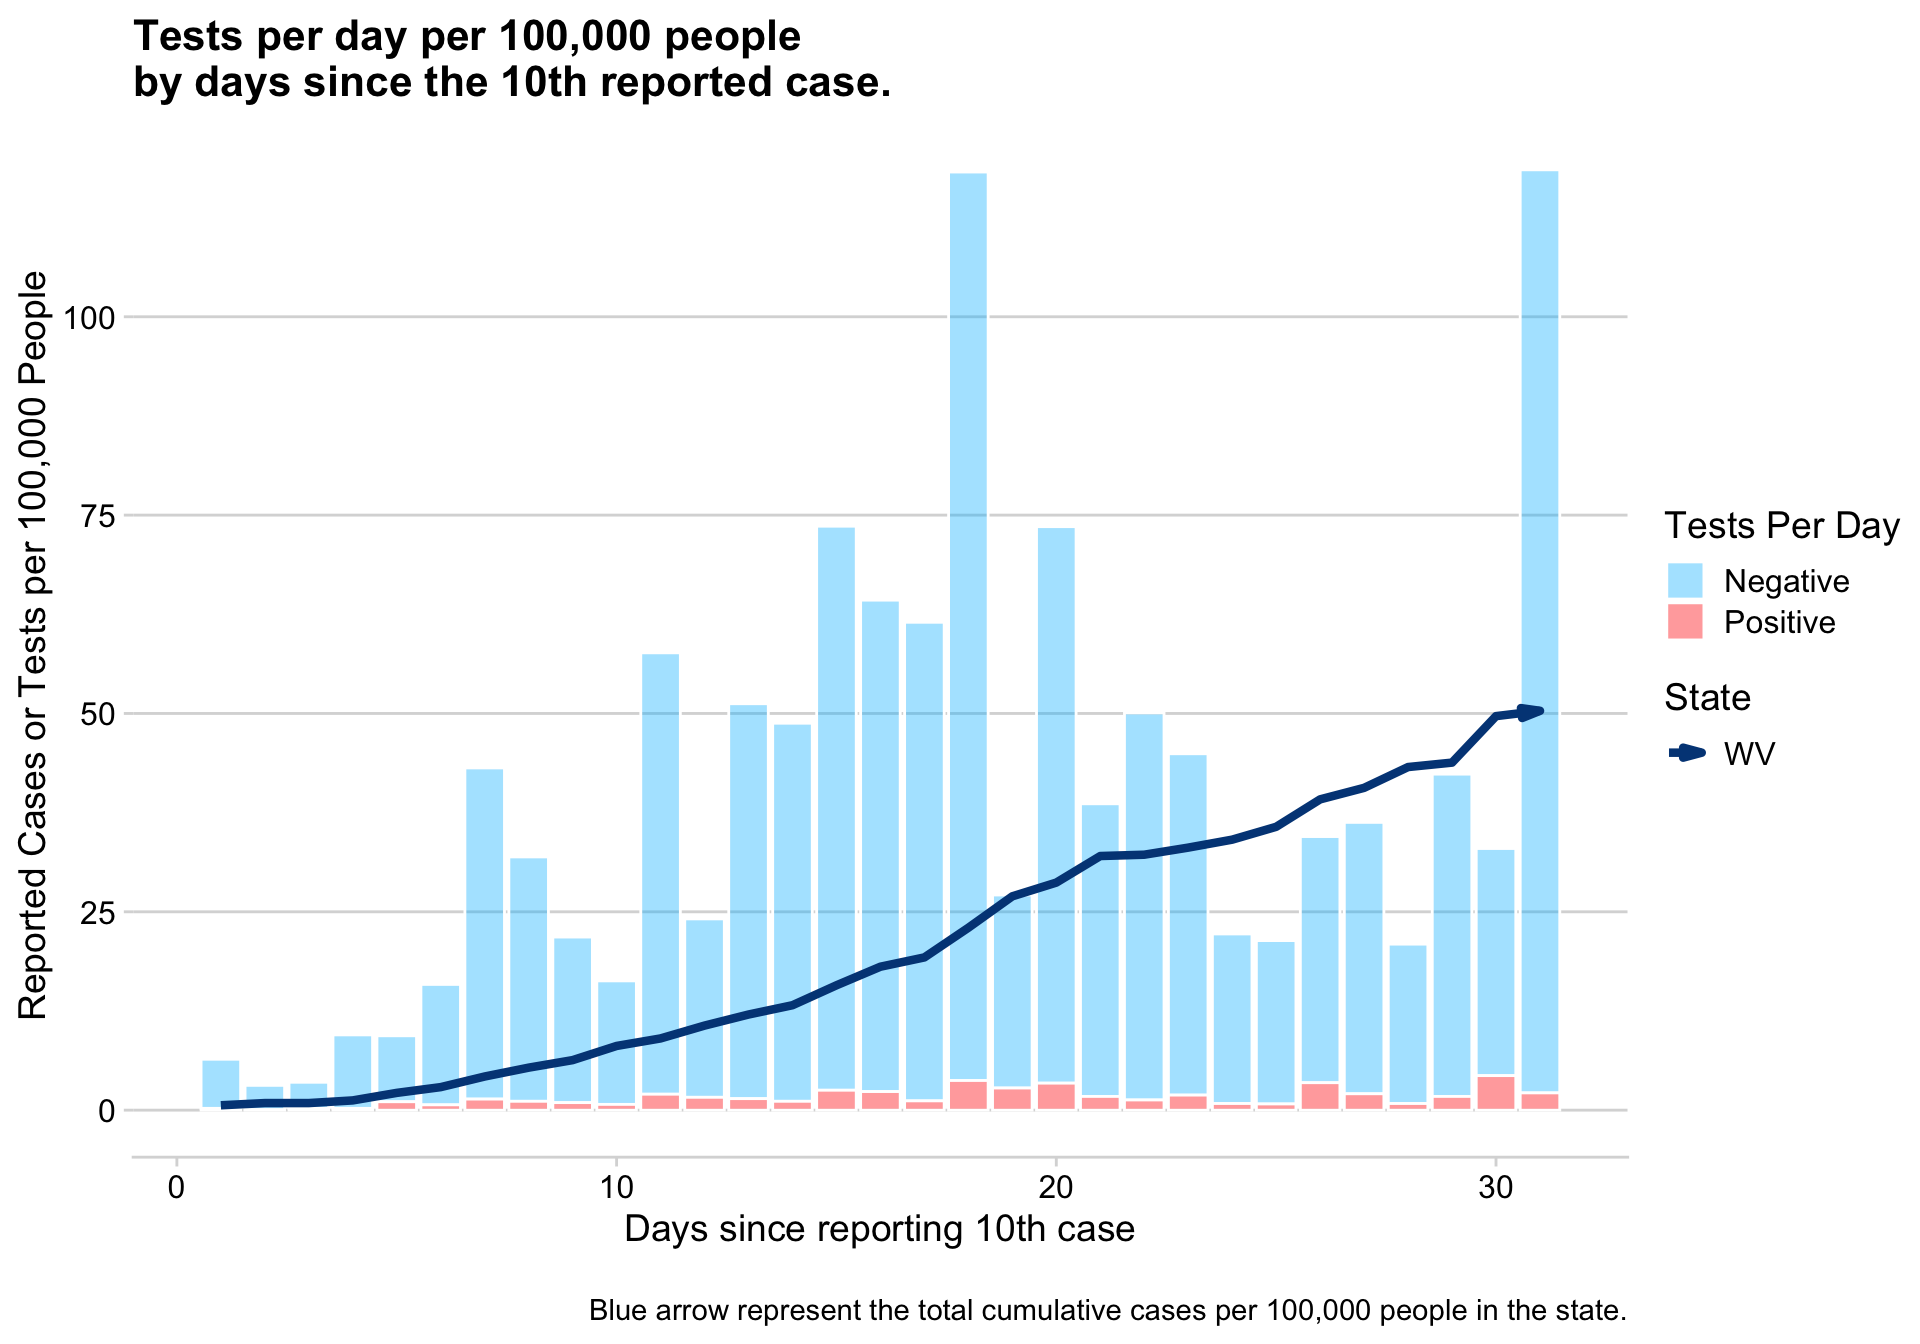 Tests per day per 100,000 people
by days since the 10th reported case.
Reported Cases or Tests per 100,000 People
100
75
50
25
0
0
10
20
30
Days since reporting 10th case
Tests Per Day
Negative
Positive
State
WV
Blue arrow represent the total cumulative cases per 100,000 people in the state.